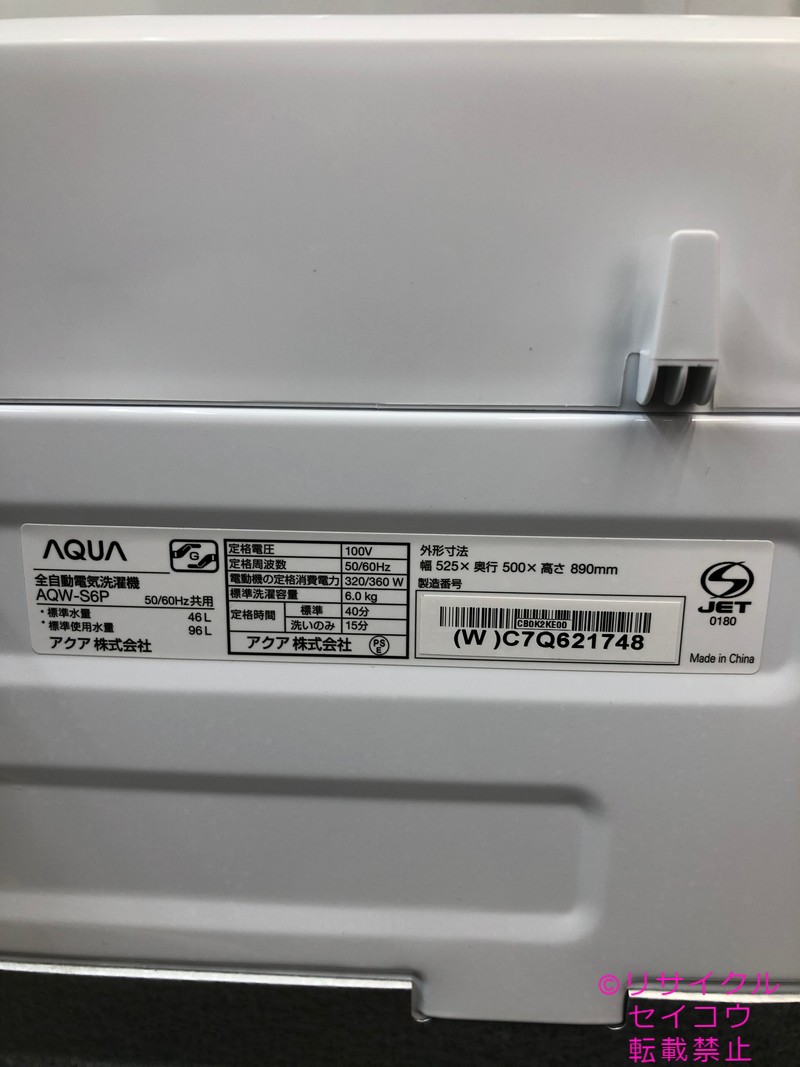 AQUA
G
全自動電気洗濯機
AQW-S6P 50/60Hz共用
・標準水量 46L
・標準使用水量 96L
アクア 株式会社
定格電圧 100V
定格周波数 50/60Hz
電動機の定格消費電力 320/360 W
標準洗濯容量 6.0 kg
定格時間 標準 40分
洗いのみ 15分
アクア 株式会社 PS E
外形寸法
幅 525× 奥行 500× 高さ 890mm
製造番号
CB0K2KE00
(W )C7Q621748
JET
0180
Made in China
©リサイクル
セイコウ
転載禁止